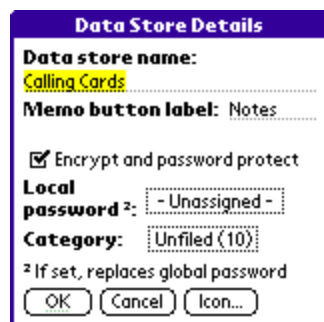 Data Store Details
Data store name:
Calling Cards
Memo button label: Notes
Encrypt and password protect
Local
password ²: - Unassigned -
Category: Unfiled (10)
² If set, replaces global password
OK Cancel Icon...